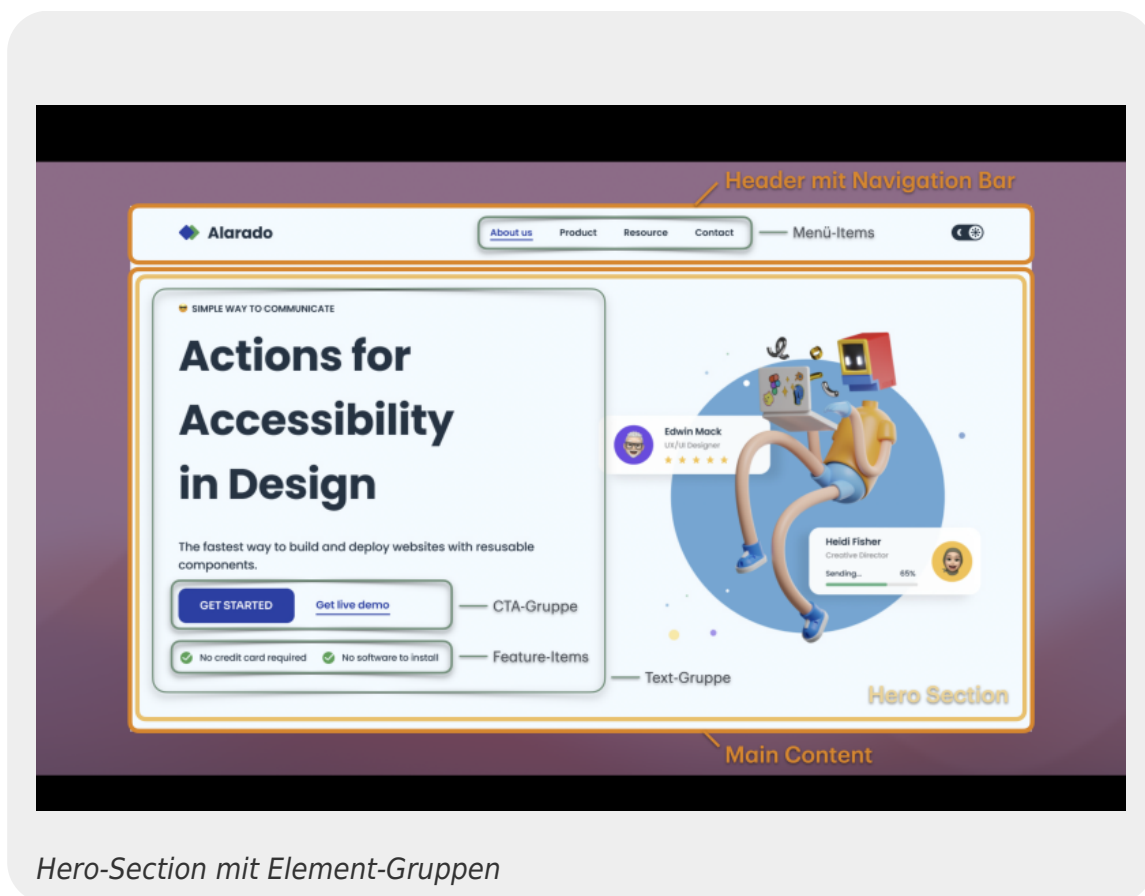 Header mit Navigation Bar
Alarado
About us Product Resource Contact
Menü-Items
SIMPLE WAY TO COMMUNICATE
Actions for
Accessibility
in Design
The fastest way to build and deploy websites with resusable
components.
GET STARTED Get live demo
CTA-Gruppe
No credit card required No software to install
Feature-Items
Text-Gruppe
Edwin Mack
UX/UI Designer
Heidi Fisher
Creative Director
Sending... 65%
Hero Section
Main Content
Hero-Section mit Element-Gruppen